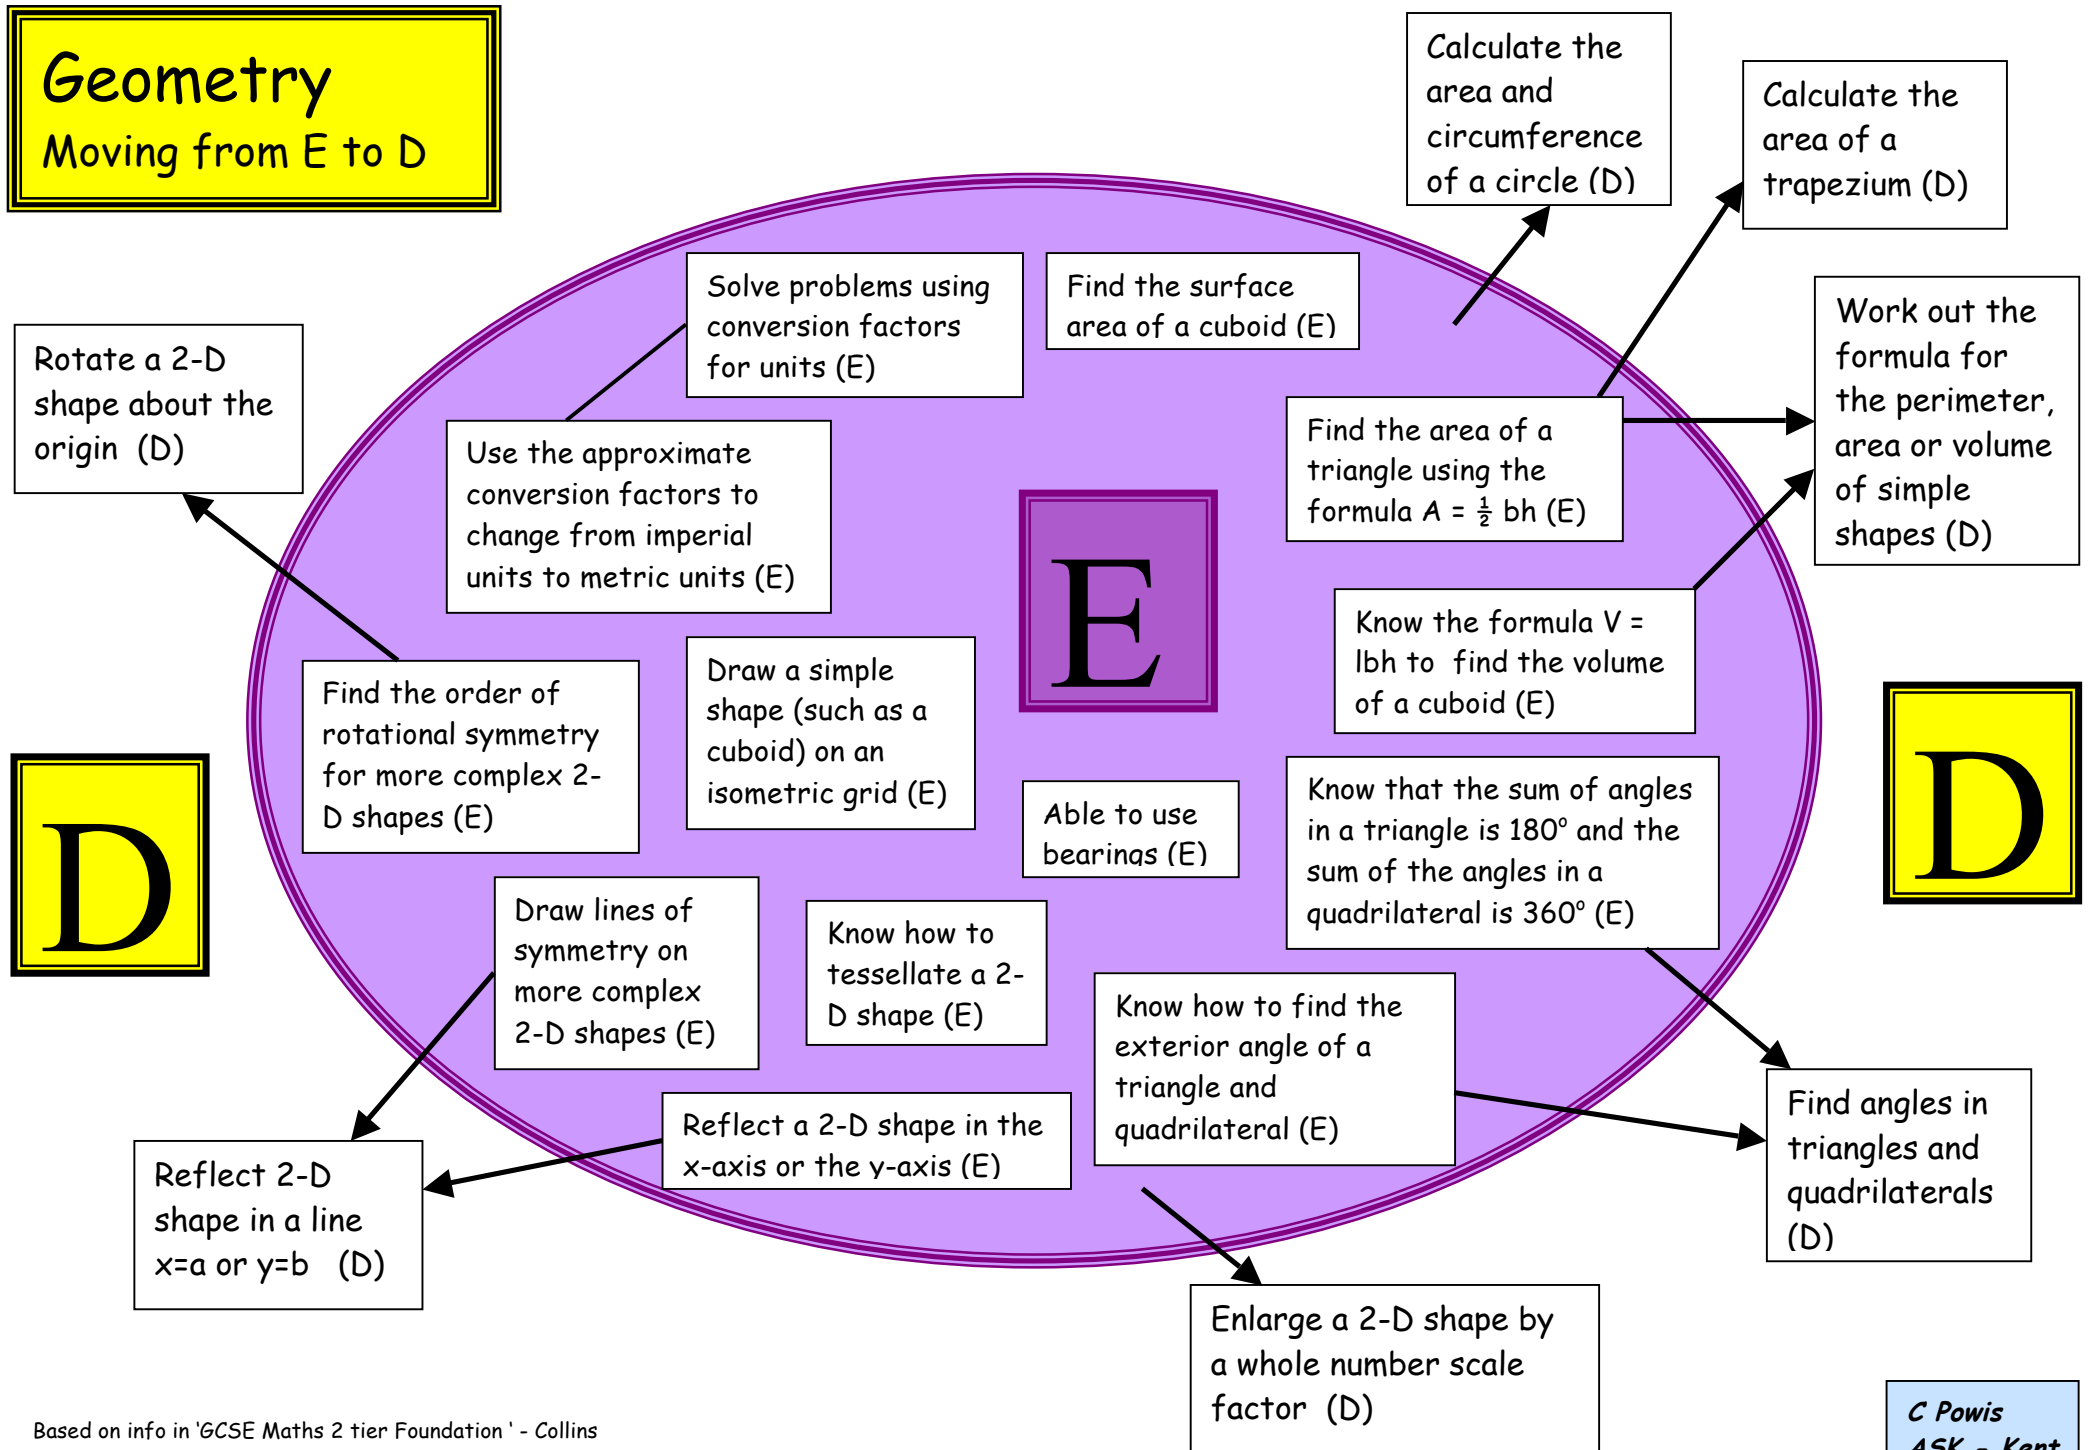 Geometry
Moving from E to D
Calculate the
area and
circumference
of a circle (D)
Calculate the
area of a
trapezium (D)
Solve problems using
conversion factors
for units (E)
Find the surface
area of a cuboid (E)
Work out the
formula for
the perimeter,
area or volume
of simple
shapes (D)
Rotate a 2-D
shape about the
origin (D)
Use the approximate
conversion factors to
change from imperial
units to metric units (E)
Find the area of a
triangle using the
formula A = ½ bh (E)
E
Know the formula V =
lbh to find the volume
of a cuboid (E)
Find the order of
rotational symmetry
for more complex 2-
D shapes (E)
Draw a simple
shape (such as a
cuboid) on an
isometric grid (E)
D
D
Able to use
bearings (E)
Know that the sum of angles
in a triangle is 180° and the
sum of the angles in a
quadrilateral is 360° (E)
Draw lines of
symmetry on
more complex
2-D shapes (E)
Know how to
tessellate a 2-
D shape (E)
Know how to find the
exterior angle of a
triangle and
quadrilateral (E)
Reflect a 2-D shape in the
x-axis or the y-axis (E)
Find angles in
triangles and
quadrilaterals
(D)
Reflect 2-D
shape in a line
x=a or y=b (D)
Enlarge a 2-D shape by
a whole number scale
factor (D)
Based on info in 'GCSE Maths 2 tier Foundation ' - Collins
C Powis
ASK - Kent